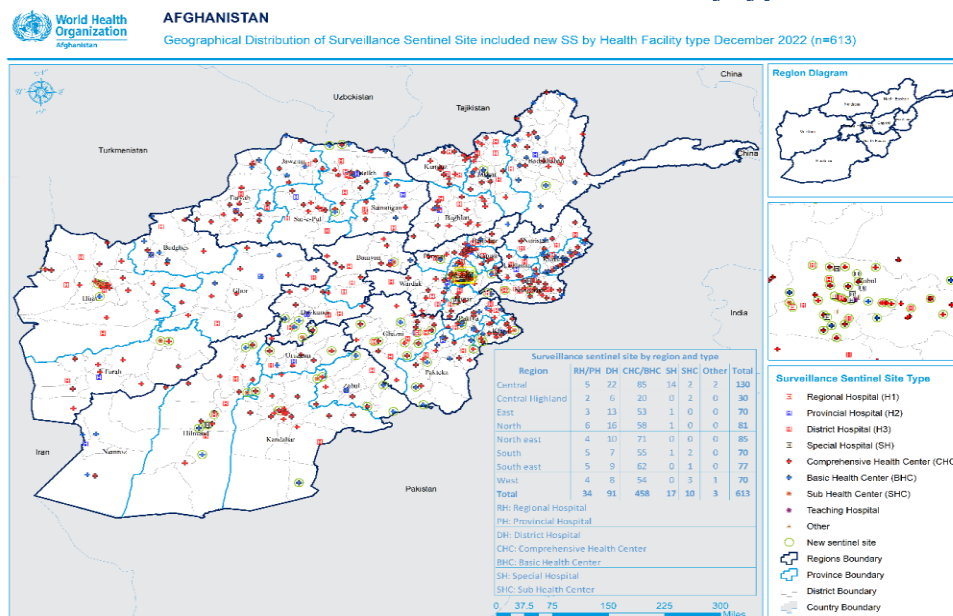 World Health
Organization
Afghanistan
AFGHANISTAN
Geographical Distribution of Surveillance Sentinel Site included new SS by Health Facility type December 2022 (n=613)
China
Uzbekistan
Tajikistan
Turkmenistan
China
Jawzjan
Balkh
Kunduz
Badakhshan
Faryab
Sar-e-Pul
Samangan
Baghlan
Badghes
Bamyan
Nuristan
Wardak
Hirat
Ghor
Daikundi
Ghazni
India
Farah
Uruzgan
Zabul
Paktika
Hilmand
Kandahar
Nimroz
Iran
Pakistan
Surveillance sentinel site by region and type
Region RH/PH DH CHC/BHC SH SHC Other Total
Central 5 22 85 14 2 2 130
Central Highland 2 6 20 0 2 0 30
East 3 13 53 1 0 0 70
North 6 16 58 1 0 0 81
North east 4 10 71 0 0 0 85
South 5 7 55 1 2 0 70
South east 5 9 62 0 1 0 77
West 4 8 54 0 3 1 70
Total 34 91 458 17 10 3 613
RH: Regional Hospital
PH: Provincial Hospital
DH: District Hospital
CHC: Comprehensive Health Center
BHC: Basic Health Center
SH: Special Hospital
SHC: Sub Health Center
0 37.5 75 150 225 300
Miles
Region Diagram
Kabul
Surveillance Sentinel Site Type
Regional Hospital (H1)
Provincial Hospital (H2)
District Hospital (H3)
Special Hospital (SH)
Comprehensive Health Center (CHC
Basic Health Center (BHC)
Sub Health Center (SHC)
Teaching Hospital
Other
New sentinel site
Regions Boundary
Province Boundary
District Boundary
Country Boundary